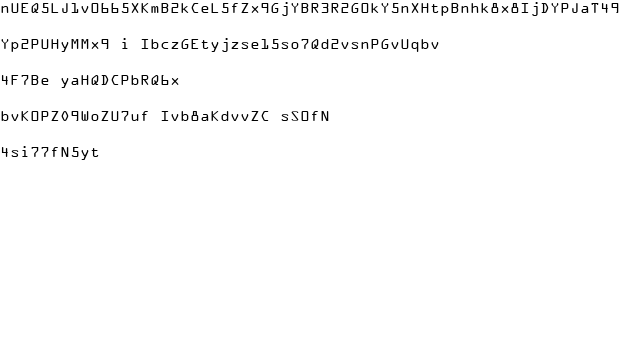 nUEQ5LJ1vO665XKmB2kCeL5fZx9GjYBR3R2GOkY5nXHtpBnhk8x8IjDYPJaT49
Yp2PUHyMMx9 i IbczGEtyjzse15so7Qd2vsnPGvUqbv
4F7Be yaHQDCPbRQ6x
bvKOPZ09WoZU7uf Ivb8aKdvvZC sSOfN
4si77fN5yt